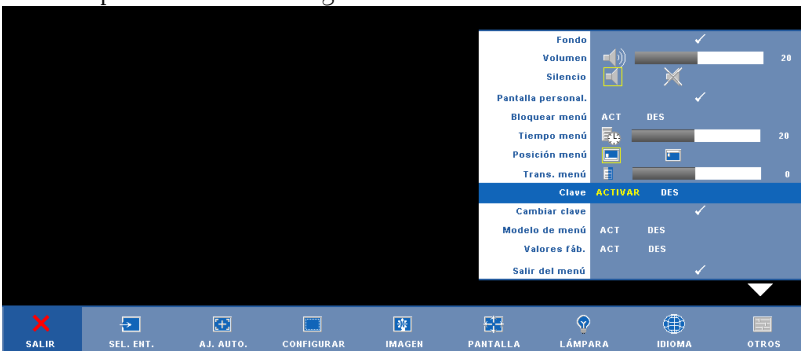 Fondo
Volumen 20
Silencio
Pantalla personal.
Bloquear menú ACT DES
Tiempo menú 20
Posición menú
Trans. menú 0
Clave ACTIVAR DES
Cambiar clave
Modelo de menú ACT DES
Valores fáb. ACT DES
Salir del menú
SALIR SEL. ENT. AJ. AUTO. CONFIGURAR IMAGEN PANTALLA LÁMPARA IDIOMA OTROS